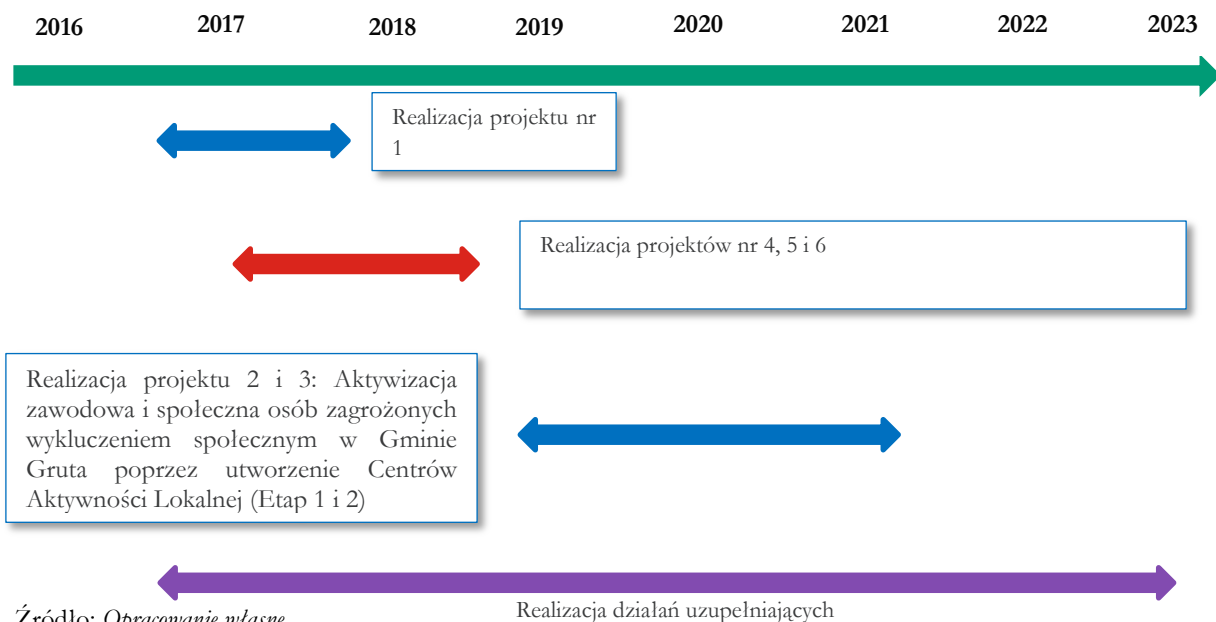 2016 2017 2018 2019 2020 2021 2022 2023
Realizacja projektu nr
1
Realizacja projektów nr 4, 5 i 6
Realizacja projektu 2 i 3: Aktywizacja
zawodowa i społeczna osób zagrożonych
wykluczeniem społecznym w Gminie
Gruta poprzez utworzenie Centrów
Aktywności Lokalnej (Etap 1 i 2)
Realizacja działań uzupełniających
Źródło: Opracowanie własne